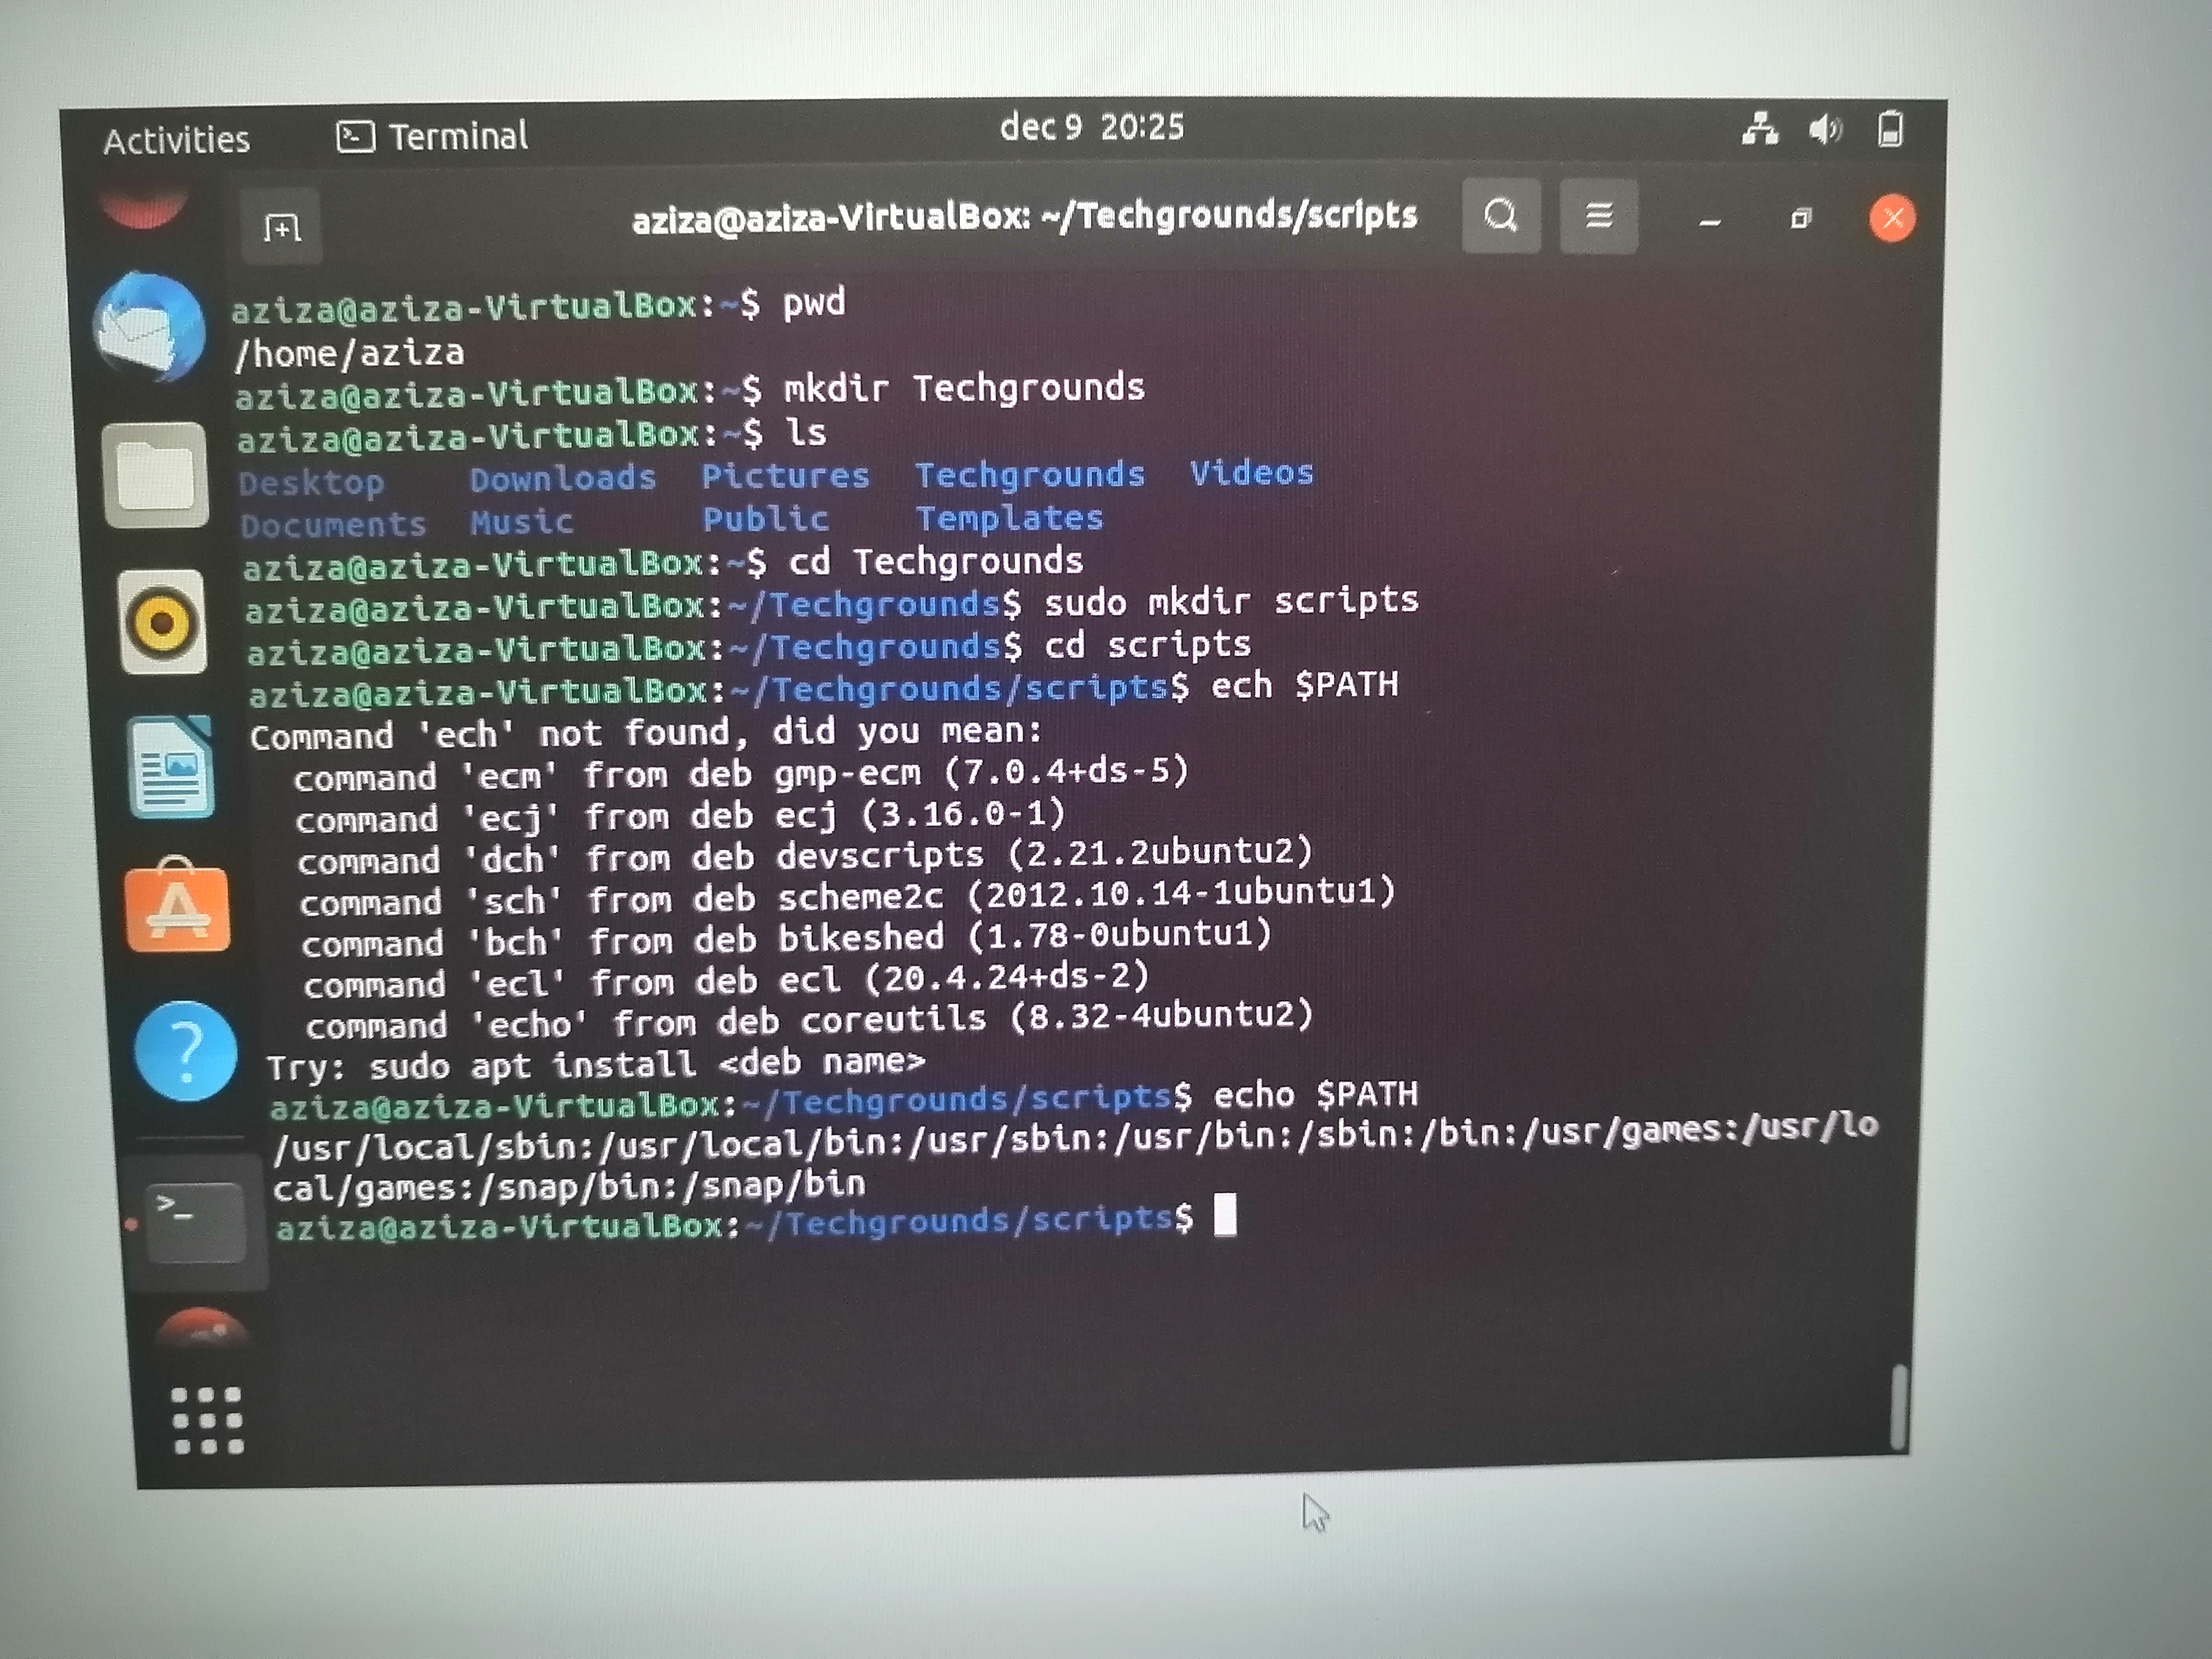 Activities Terminal dec 9 20:25
aziza@aziza-VirtualBox: ~/Techgrounds/scripts
aziza@aziza-VirtualBox:~$ pwd
/home/aziza
aziza@aziza-VirtualBox:~$ mkdir Techgrounds
aziza@aziza-VirtualBox:~$ ls
Desktop Downloads Pictures Techgrounds Videos
Documents Music Public Templates
aziza@aziza-VirtualBox:~$ cd Techgrounds
aziza@aziza-VirtualBox:~/Techgrounds$ sudo mkdir scripts
aziza@aziza-VirtualBox:~/Techgrounds$ cd scripts
aziza@aziza-VirtualBox:~/Techgrounds/scripts$ ech $PATH
Command 'ech' not found, did you mean:
command 'ecm' from deb gmp-ecm (7.0.4+ds-5)
command 'ecj' from deb ecj (3.16.0-1)
command 'dch' from deb devscripts (2.21.2ubuntu2)
command 'sch' from deb scheme2c (2012.10.14-1ubuntu1)
command 'bch' from deb bikeshed (1.78-0ubuntu1)
command 'ecl' from deb ecl (20.4.24+ds-2)
command 'echo' from deb coreutils (8.32-4ubuntu2)
Try: sudo apt install <deb name>
aziza@aziza-VirtualBox:~/Techgrounds/scripts$ echo $PATH
/usr/local/sbin:/usr/local/bin:/usr/sbin:/usr/bin:/sbin:/bin:/usr/games:/usr/lo
cal/games:/snap/bin:/snap/bin
aziza@aziza-VirtualBox:~/Techgrounds/scripts$